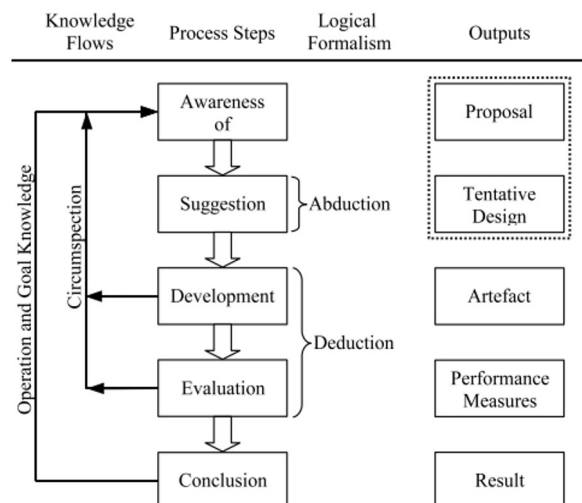 Knowledge
Flows
Process Steps
Logical
Formalism
Outputs
Awareness
of
Proposal
Suggestion
Abduction
Tentative
Design
Development
Artefact
Deduction
Evaluation
Performance
Measures
Conclusion
Result
Operation and Goal Knowledge
Circumspection